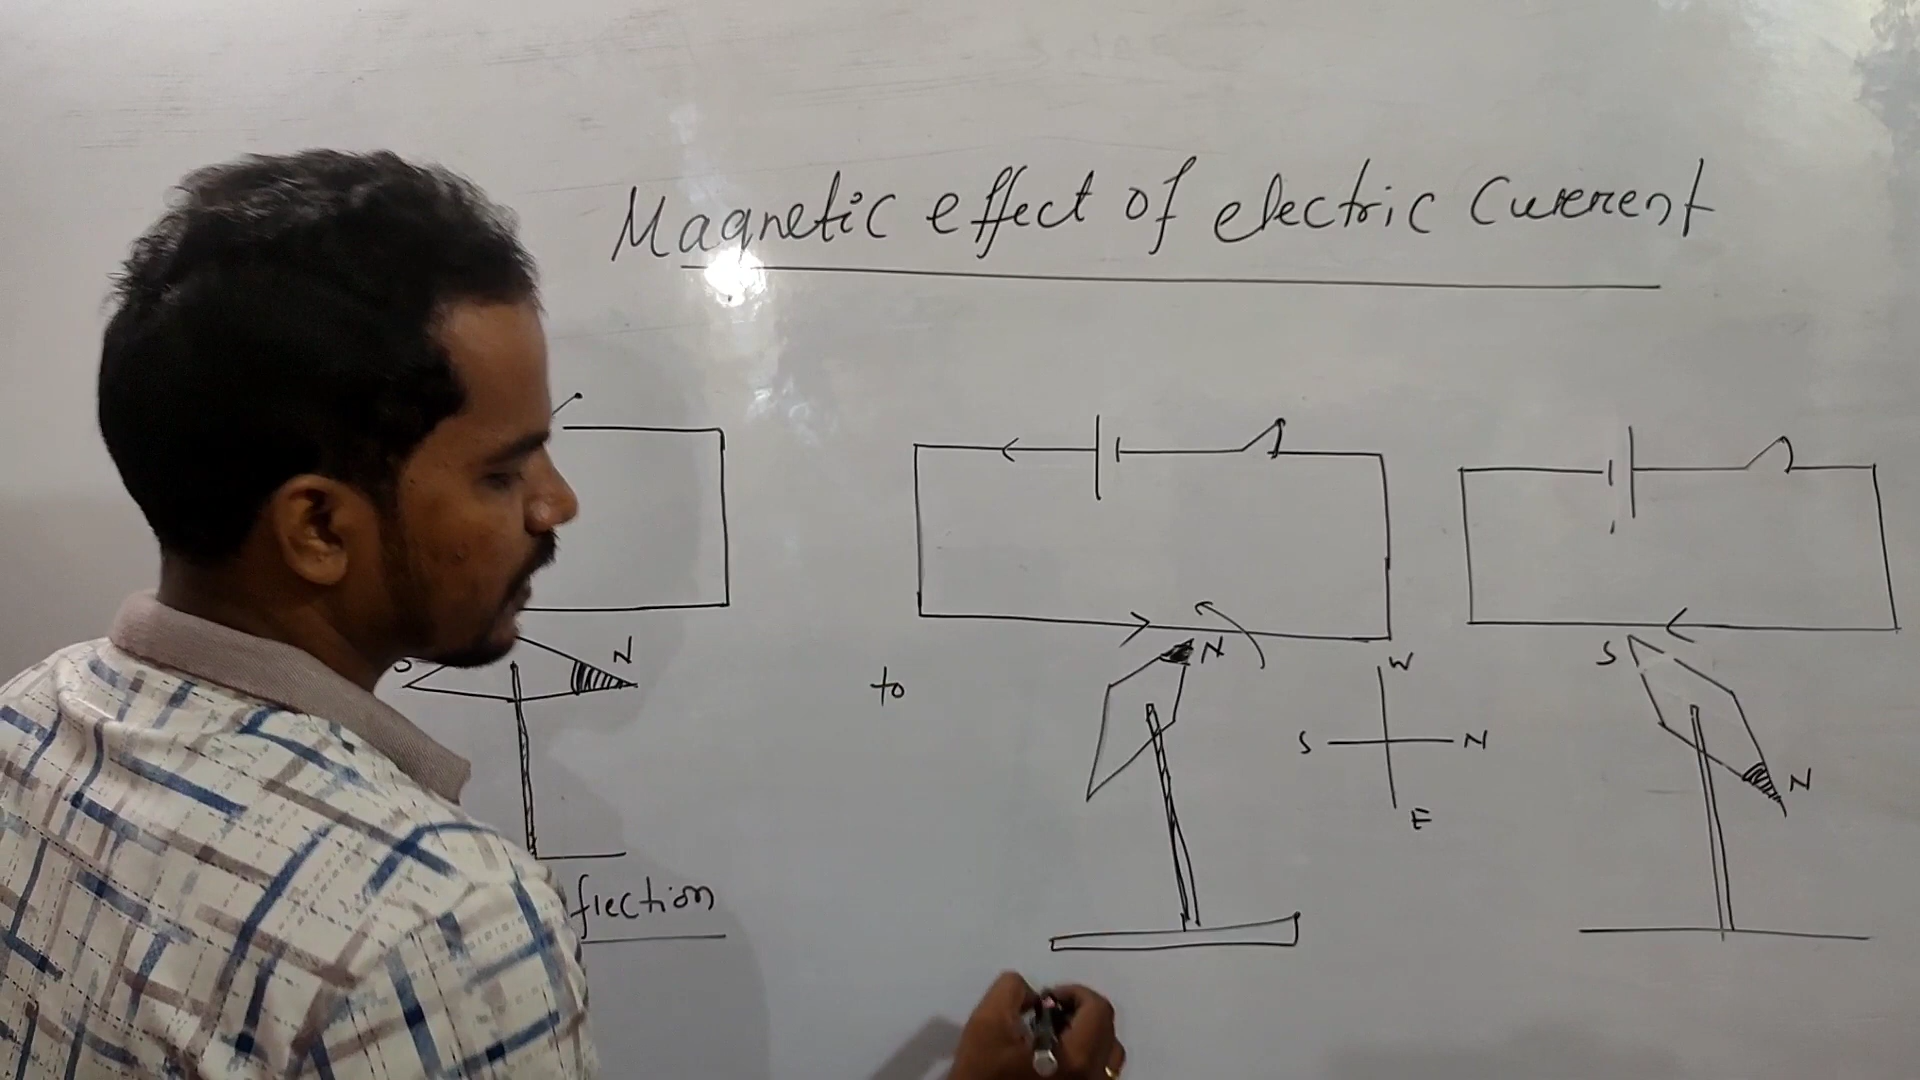 Magnetic effect of electric Current
S N
to
N
W
S N
E
S
N
flection